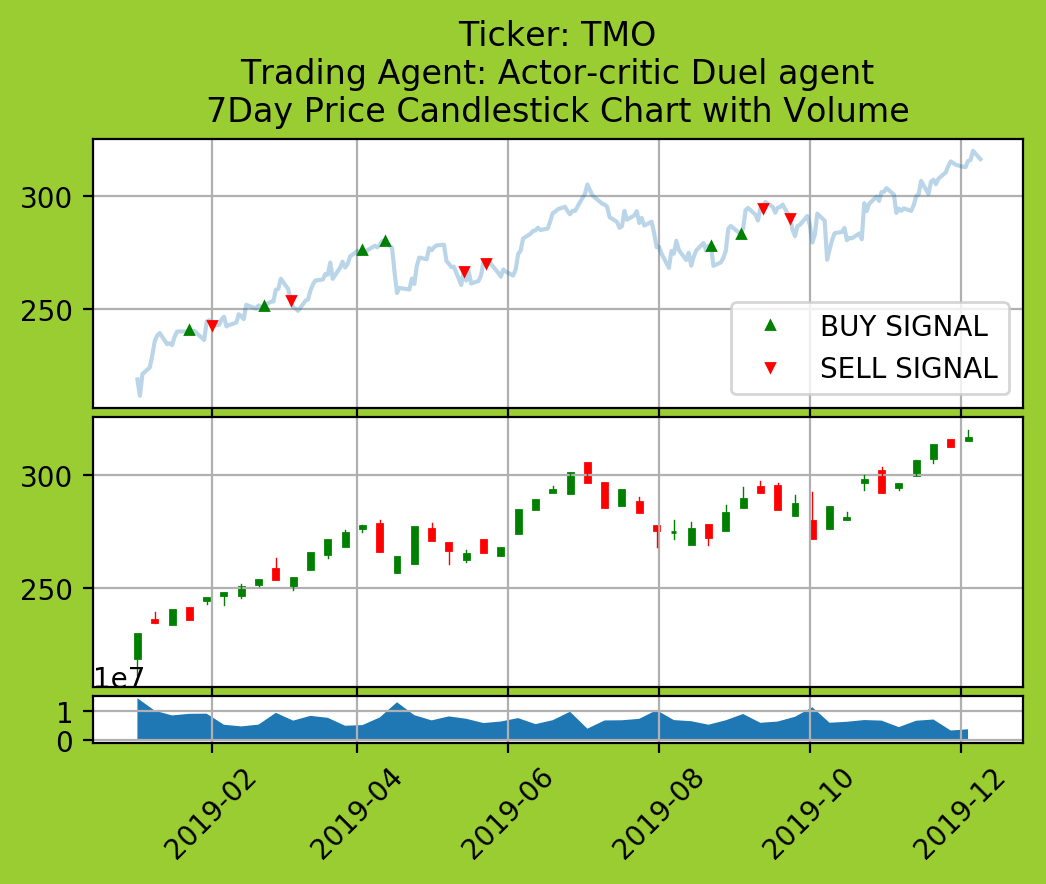 Ticker: TMO
Trading Agent: Actor-critic Duel agent
7Day Price Candlestick Chart with Volume
300
250
BUY SIGNAL
SELL SIGNAL
300
250
1e7
1
0
2019-02
2019-04
2019-06
2019-08
2019-10
2019-12